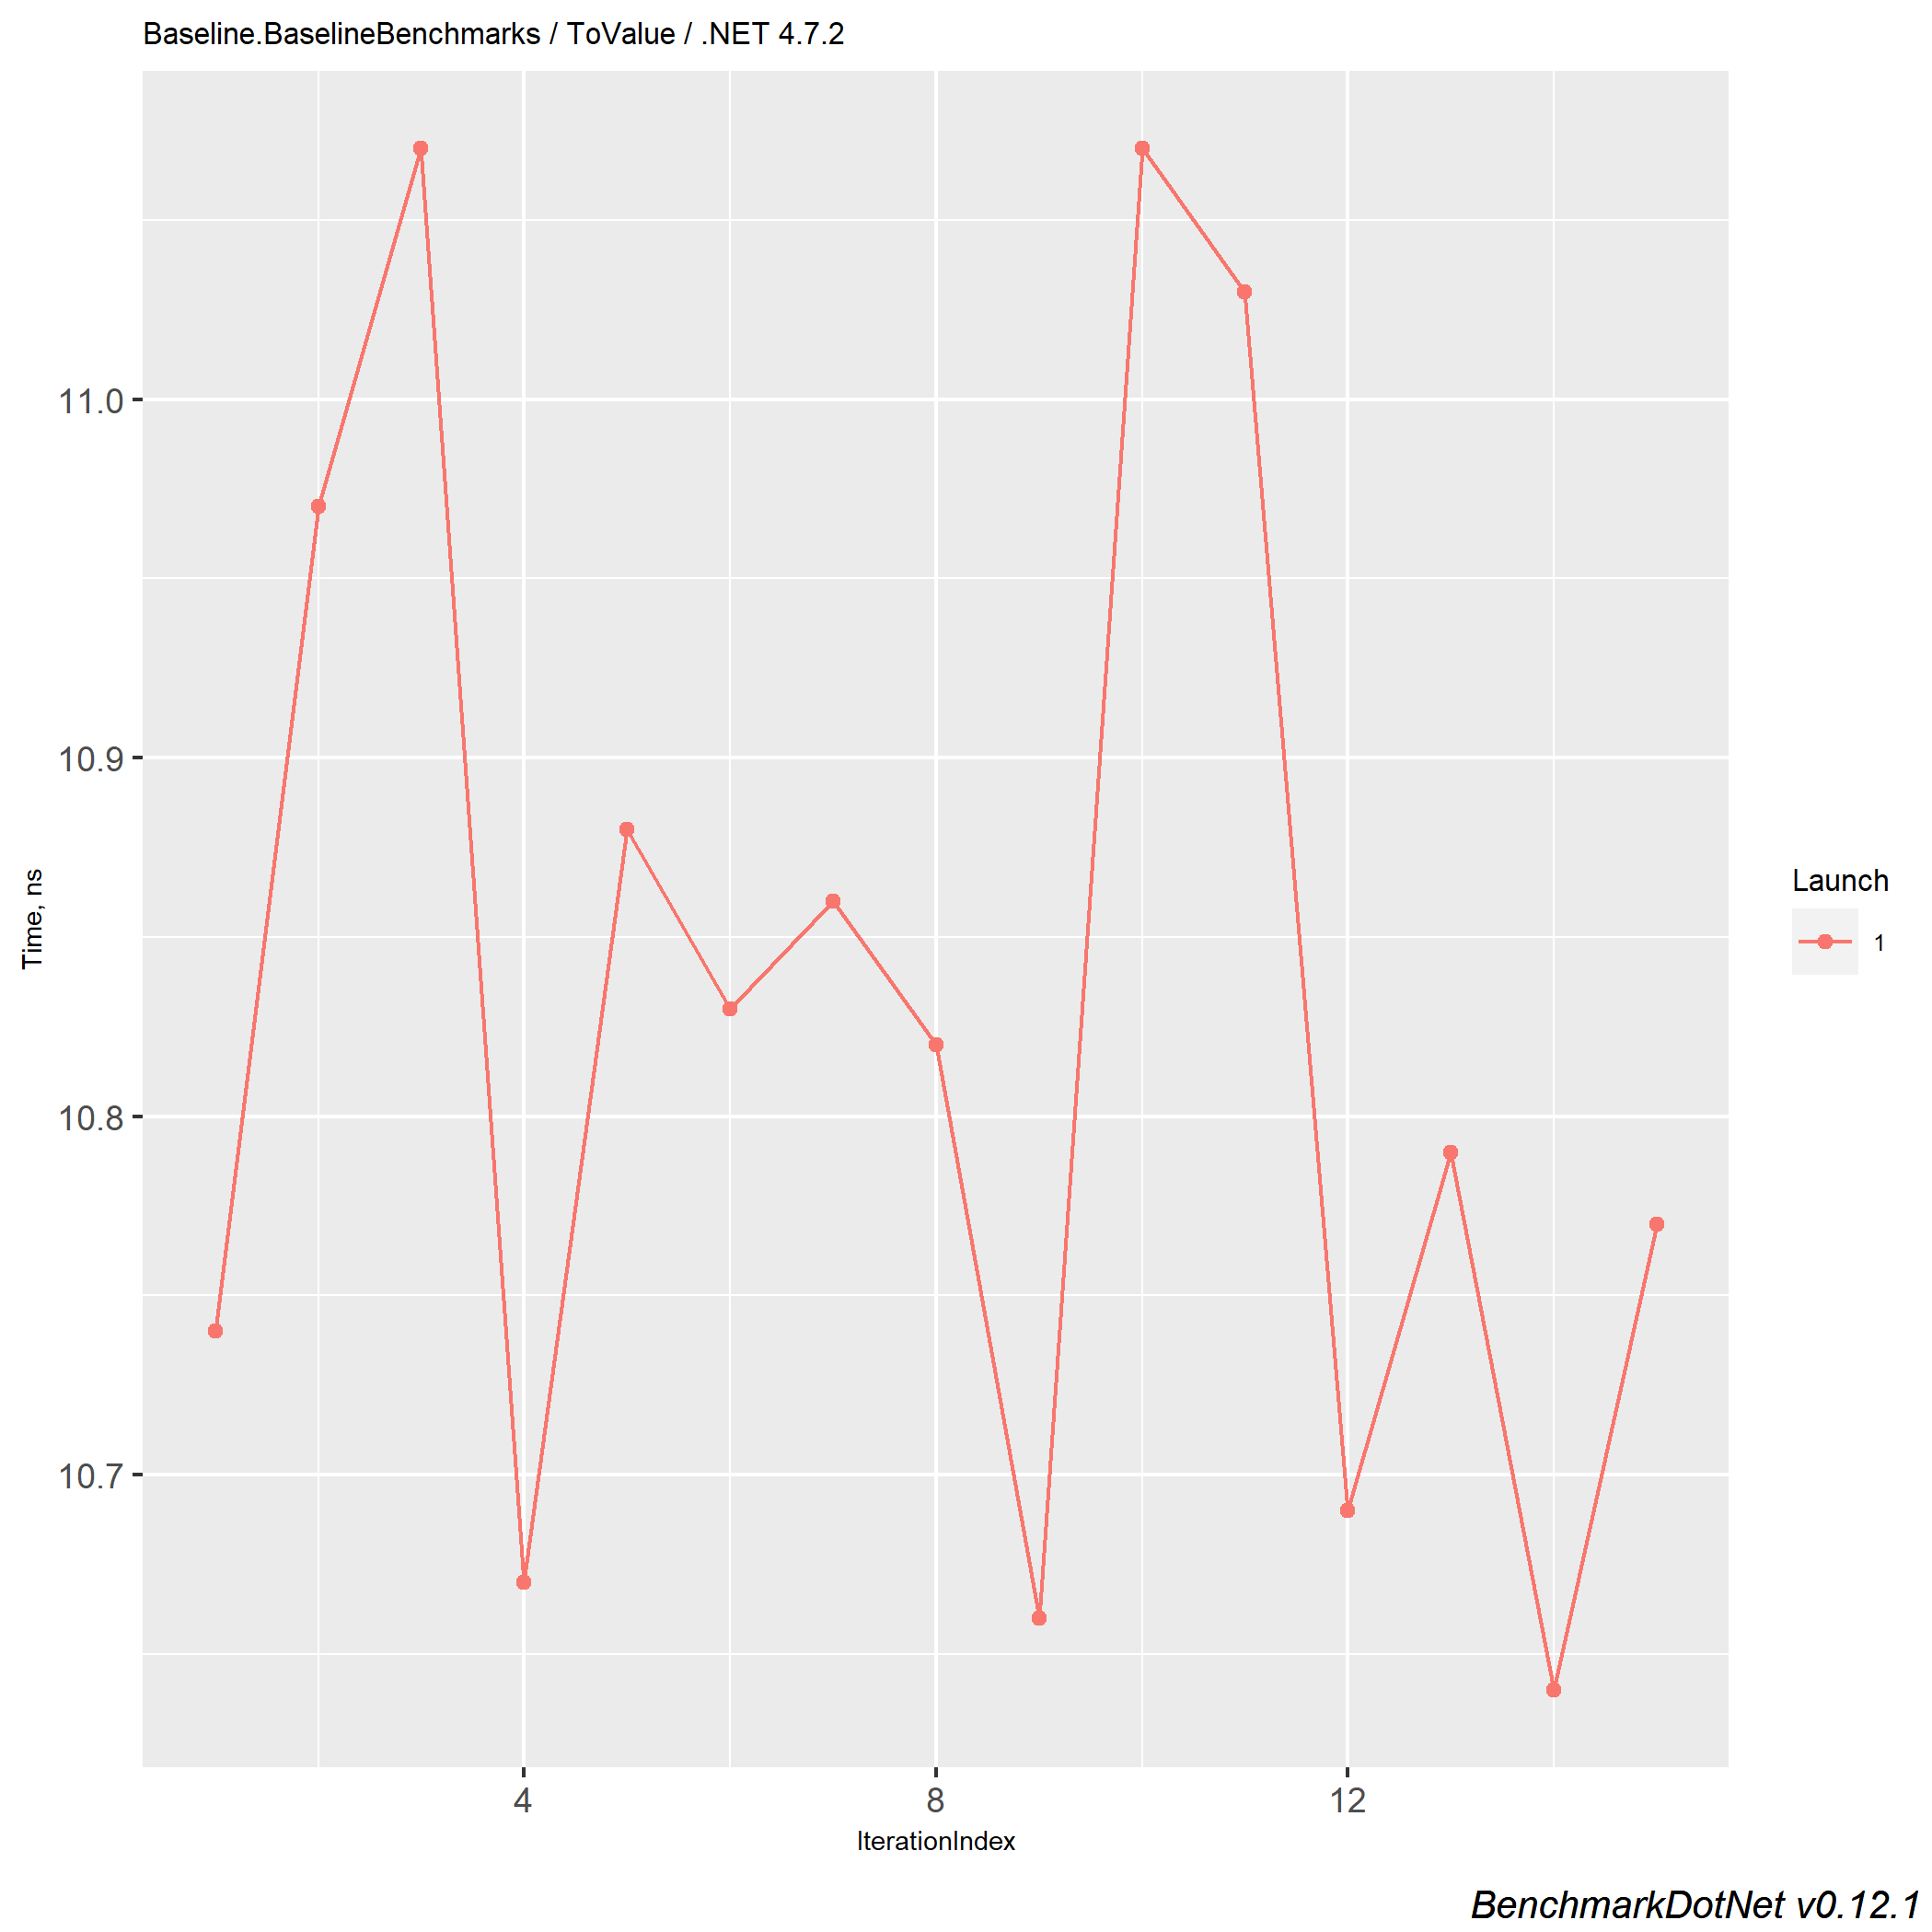 Baseline.BaselineBenchmarks / ToValue / .NET 4.7.2
11.0
10.9
10.8
10.7
Time, ns
4 8 12
IterationIndex
Launch
1
BenchmarkDotNet v0.12.1